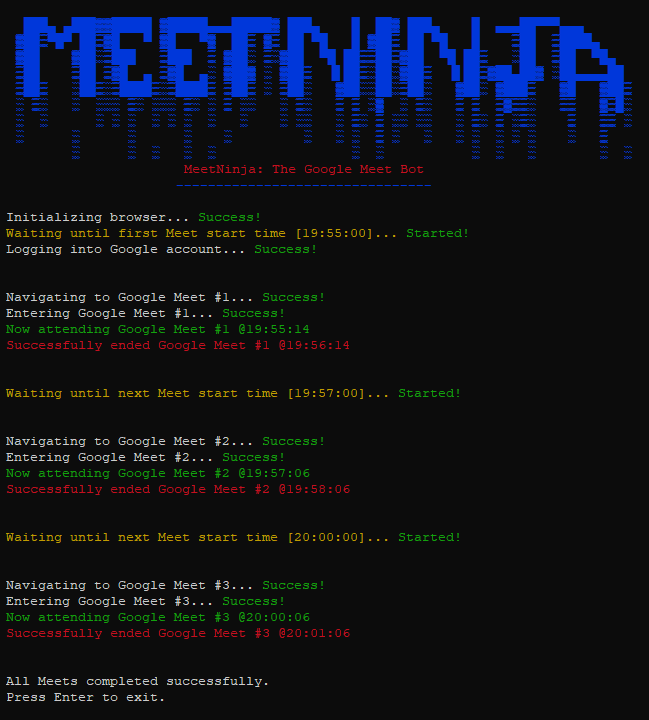 MEETNINJA
MeetNinja: The Google Meet Bot
--------------------------------
Initializing browser... Success!
Waiting until first Meet start time [19:55:00]... Started!
Logging into Google account... Success!
Navigating to Google Meet #1... Success!
Entering Google Meet #1... Success!
Now attending Google Meet #1 @19:55:14
Successfully ended Google Meet #1 @19:56:14
Waiting until next Meet start time [19:57:00]... Started!
Navigating to Google Meet #2... Success!
Entering Google Meet #2... Success!
Now attending Google Meet #2 @19:57:06
Successfully ended Google Meet #2 @19:58:06
Waiting until next Meet start time [20:00:00]... Started!
Navigating to Google Meet #3... Success!
Entering Google Meet #3... Success!
Now attending Google Meet #3 @20:00:06
Successfully ended Google Meet #3 @20:01:06
All Meets completed successfully.
Press Enter to exit.